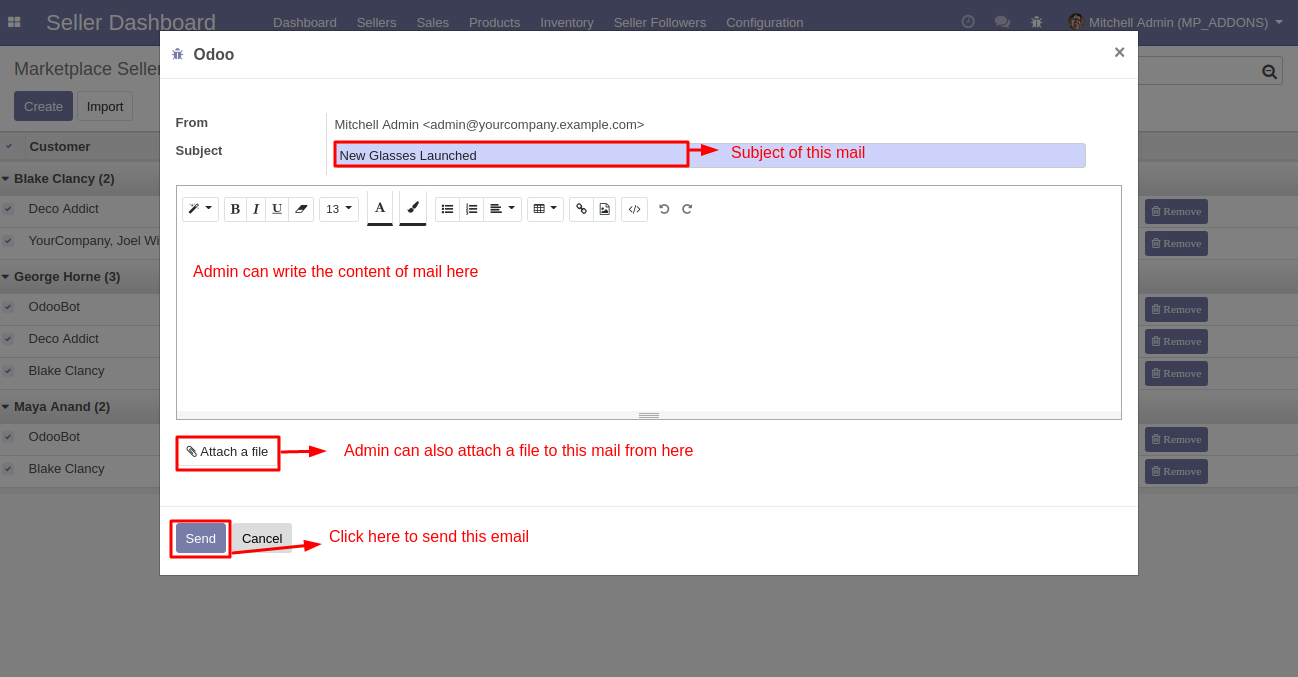 Seller Dashboard Dashboard Sellers Sales Products Inventory Seller Followers Configuration Mitchell Admin (MP_ADDONS)
Odoo ×
Marketplace Seller
Create Import
From Mitchell Admin <admin@yourcompany.example.com>
Subject New Glasses Launched Subject of this mail
Customer
Blake Clancy (2)
B I U 13 A
Deco Addict Remove
YourCompany, Joel Wi Remove
Admin can write the content of mail here
George Horne (3)
OdooBot Remove
Deco Addict Remove
Blake Clancy Remove
Maya Anand (2)
OdooBot Remove
Attach a file Admin can also attach a file to this mail from here
Blake Clancy Remove
Send Cancel Click here to send this email